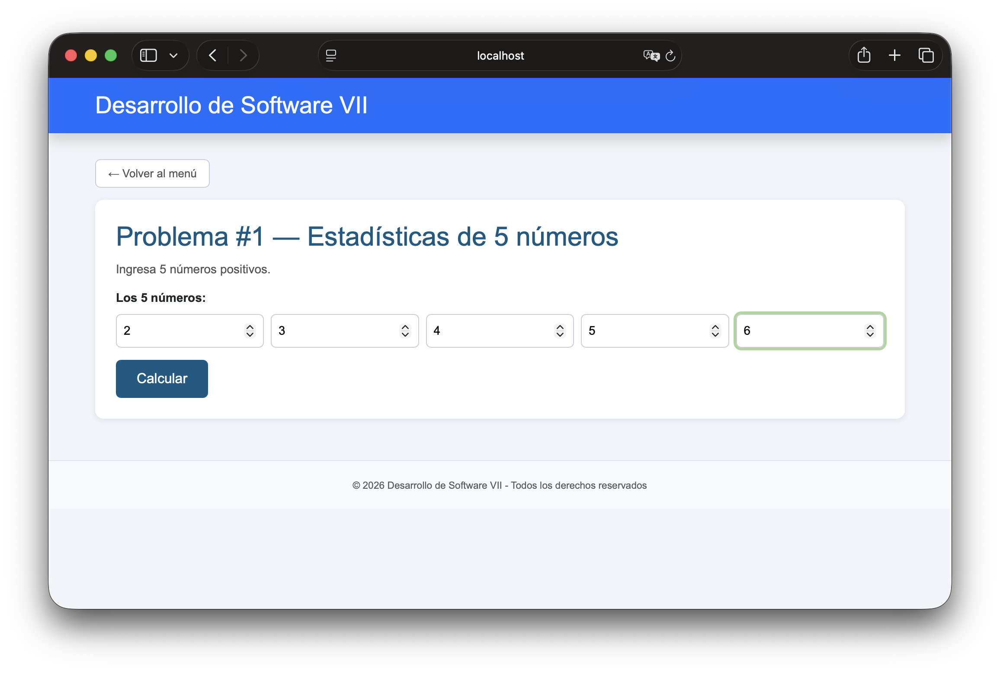 localhost
Desarrollo de Software VII
← Volver al menú
Problema #1 — Estadísticas de 5 números
Ingresa 5 números positivos.
Los 5 números:
2 3 4 5 6
Calcular
© 2026 Desarrollo de Software VII - Todos los derechos reservados